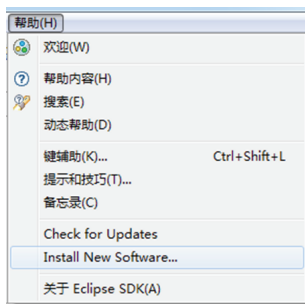 帮助(H)
欢迎(W)
帮助内容(H)
搜索(E)
动态帮助(D)
键辅助(K)... Ctrl+Shift+L
提示和技巧(T)...
备忘录(C)
Check for Updates
Install New Software...
关于 Eclipse SDK(A)